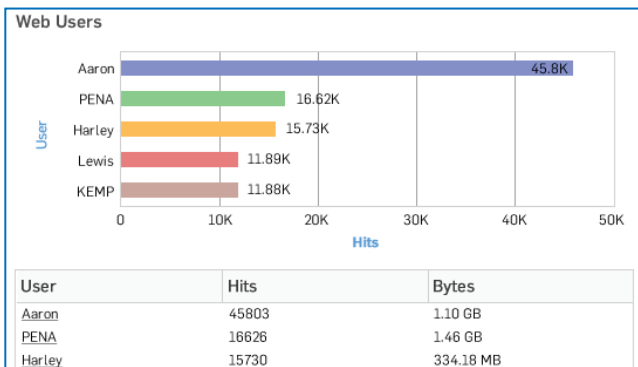 Web Users
Aaron 45.8K
PENA 16.62K
Harley 15.73K
Lewis 11.89K
KEMP 11.88K
User
0 10K 20K 30K 40K 50K
Hits
User Hits Bytes
Aaron 45803 1.10 GB
PENA 16626 1.46 GB
Harley 15730 334.18 MB